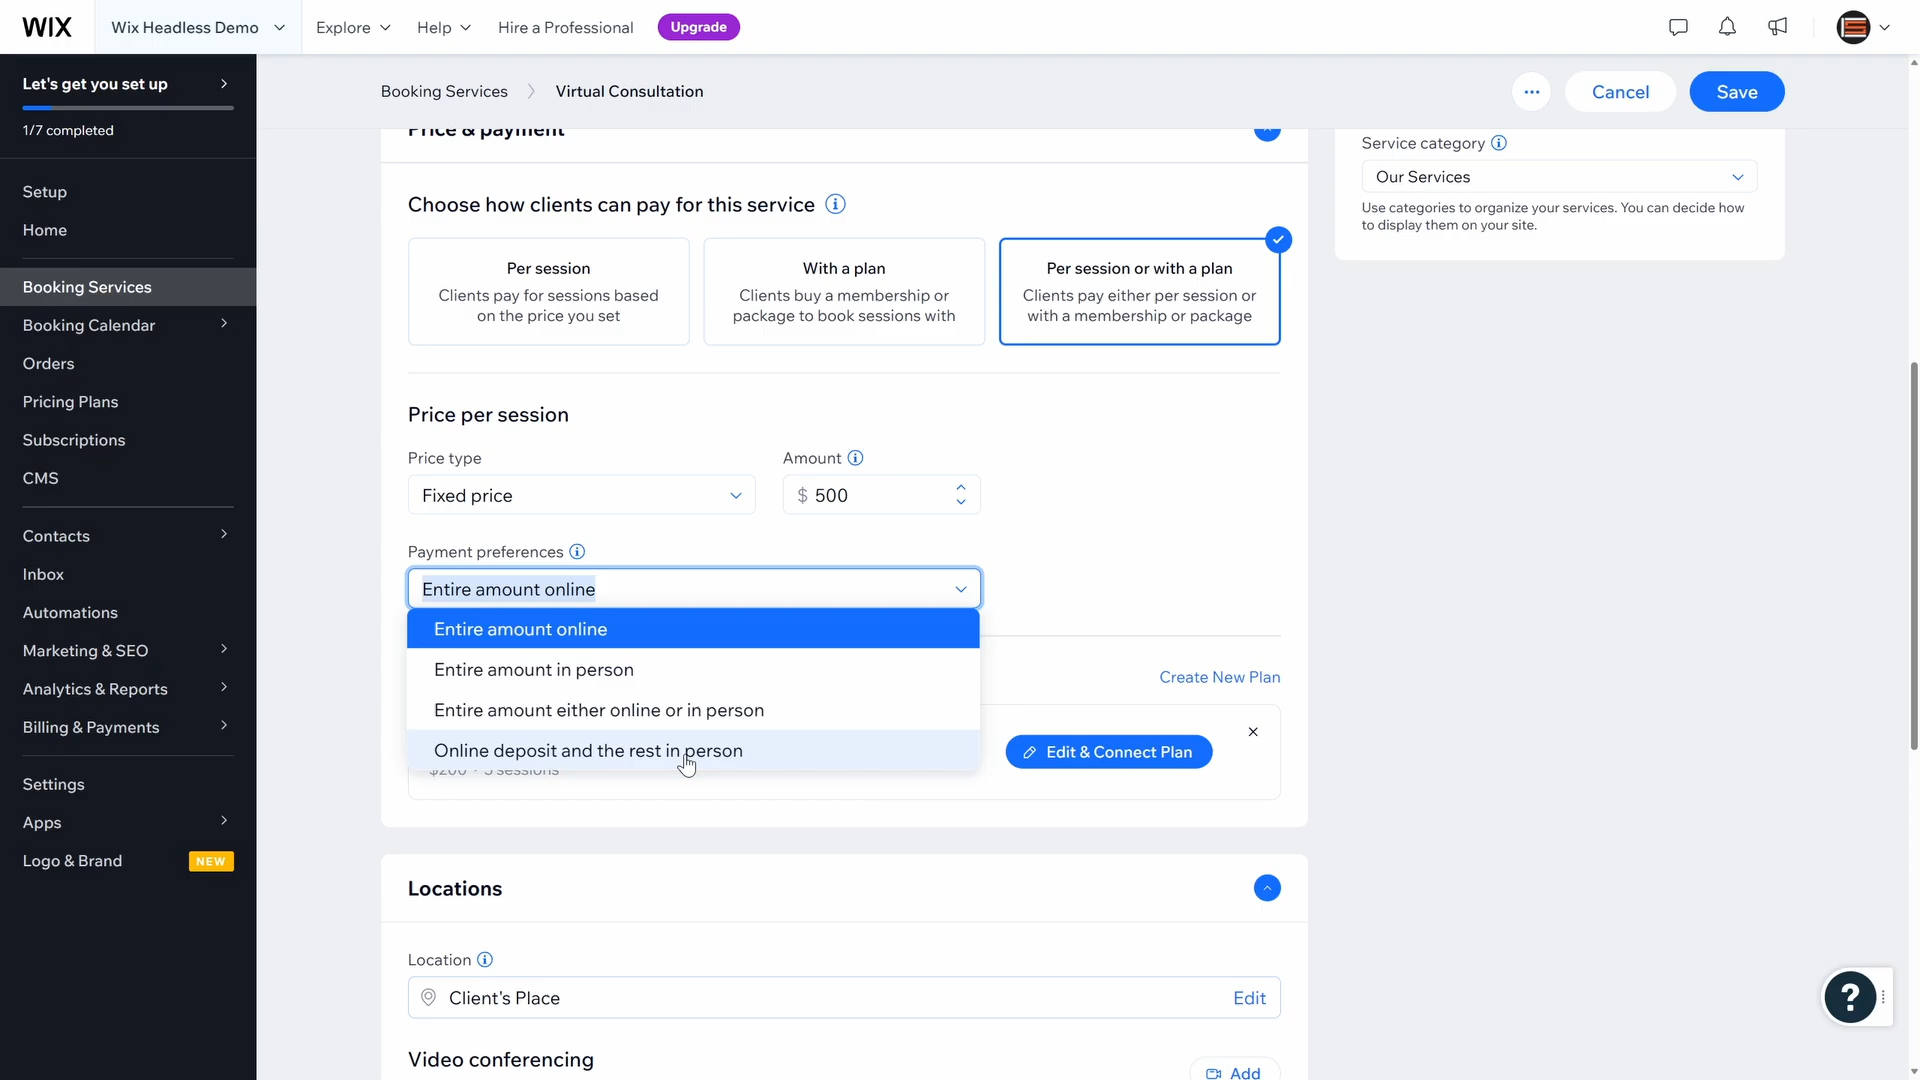 WIX
Wix Headless Demo
Explore
Help
Hire a Professional
Upgrade
Let's get you set up
1/7 completed
Setup
Home
Booking Services
Booking Calendar
Orders
Pricing Plans
Subscriptions
CMS
Contacts
Inbox
Automations
Marketing & SEO
Analytics & Reports
Billing & Payments
Settings
Apps
Logo & Brand
NEW
Booking Services
Virtual Consultation
Cancel
Save
Price & payment
Choose how clients can pay for this service
Per session
Clients pay for sessions based
on the price you set
With a plan
Clients buy a membership or
package to book sessions with
Per session or with a plan
Clients pay either per session or
with a membership or package
Price per session
Price type
Fixed price
Amount
$ 500
Payment preferences
Entire amount online
Entire amount online
Entire amount in person
Entire amount either online or in person
Online deposit and the rest in person
Create New Plan
$200 · 5 sessions
Edit & Connect Plan
Locations
Location
Client's Place
Edit
Video conferencing
Add
Service category
Our Services
Use categories to organize your services. You can decide how
to display them on your site.
?